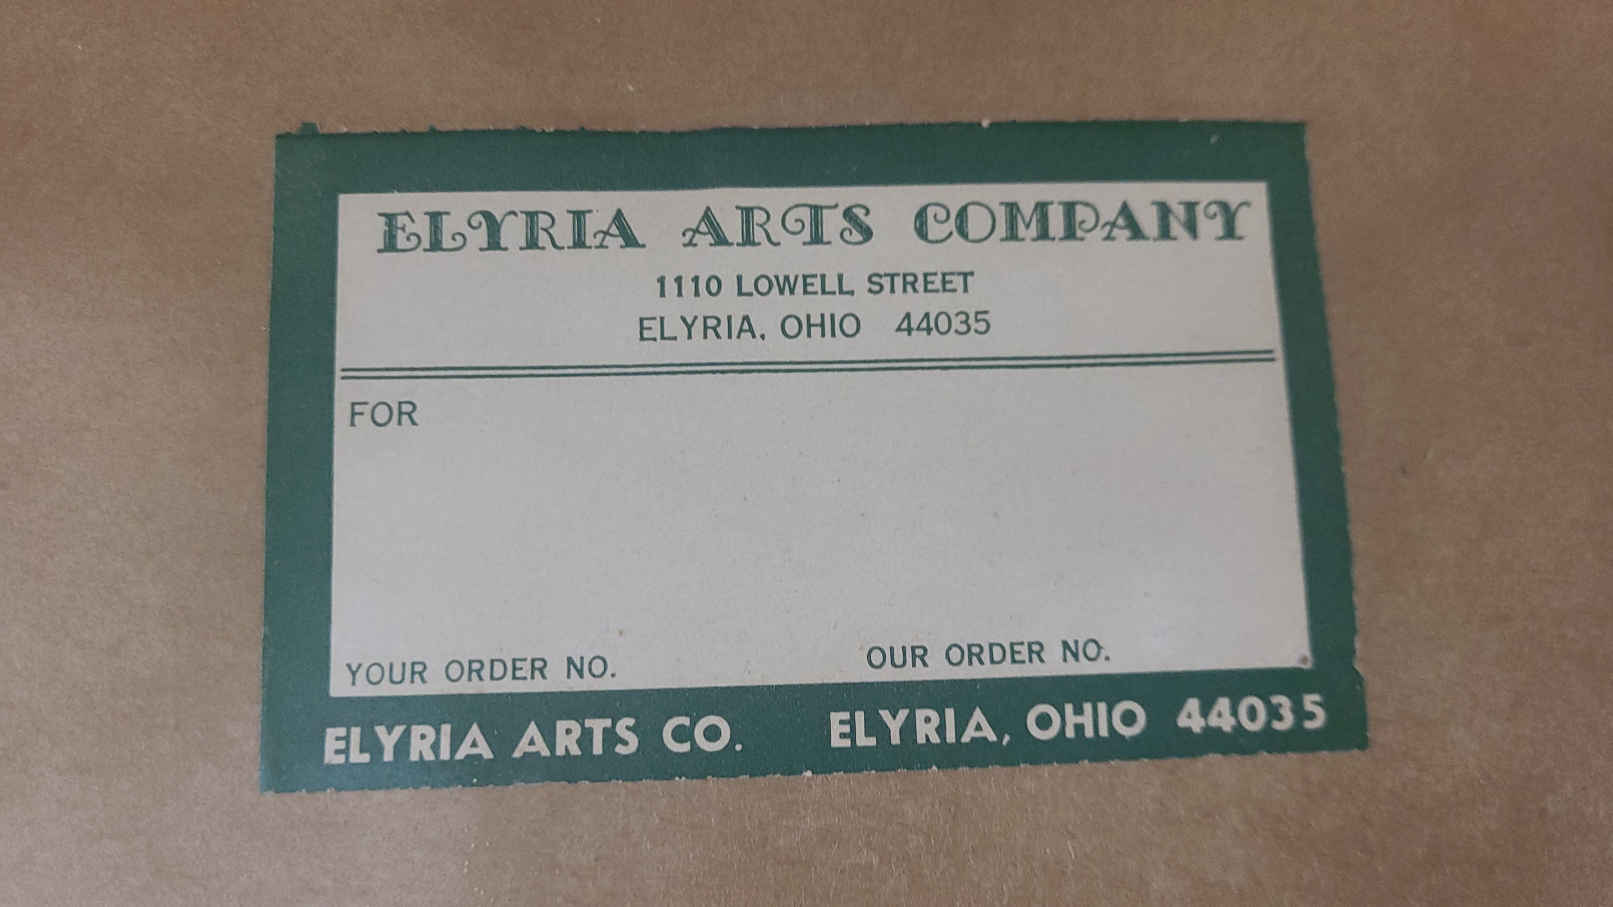 ELYRIA ARTS COMPANY
1110 LOWELL STREET
ELYRIA, OHIO 44035
FOR
YOUR ORDER NO. OUR ORDER NO.
ELYRIA ARTS CO. ELYRIA, OHIO 44035